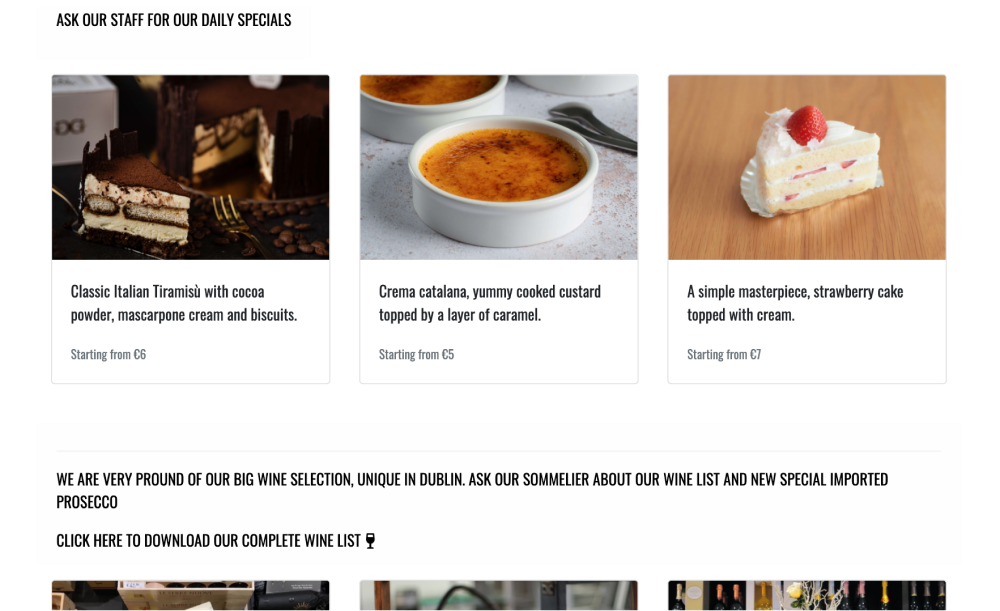 ASK OUR STAFF FOR OUR DAILY SPECIALS
Classic Italian Tiramisù with cocoa
powder, mascarpone cream and biscuits.
Starting from €6
Crema catalana, yummy cooked custard
topped by a layer of caramel.
Starting from €5
A simple masterpiece, strawberry cake
topped with cream.
Starting from €7
WE ARE VERY PROUND OF OUR BIG WINE SELECTION, UNIQUE IN DUBLIN. ASK OUR SOMMELIER ABOUT OUR WINE LIST AND NEW SPECIAL IMPORTED
PROSECCO
CLICK HERE TO DOWNLOAD OUR COMPLETE WINE LIST